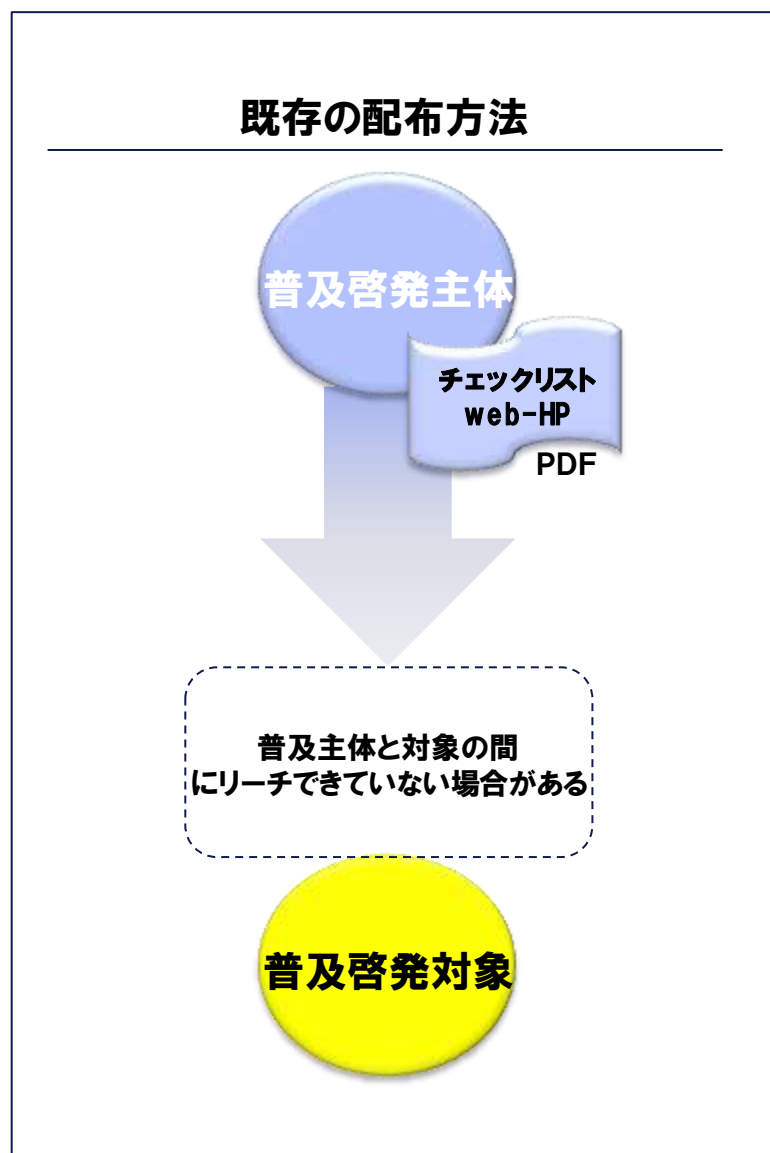 既存の配布方法
普及啓発主体
チェックリスト
web-HP
PDF
普及主体と対象の間
にリーチできていない場合がある
普及啓発対象